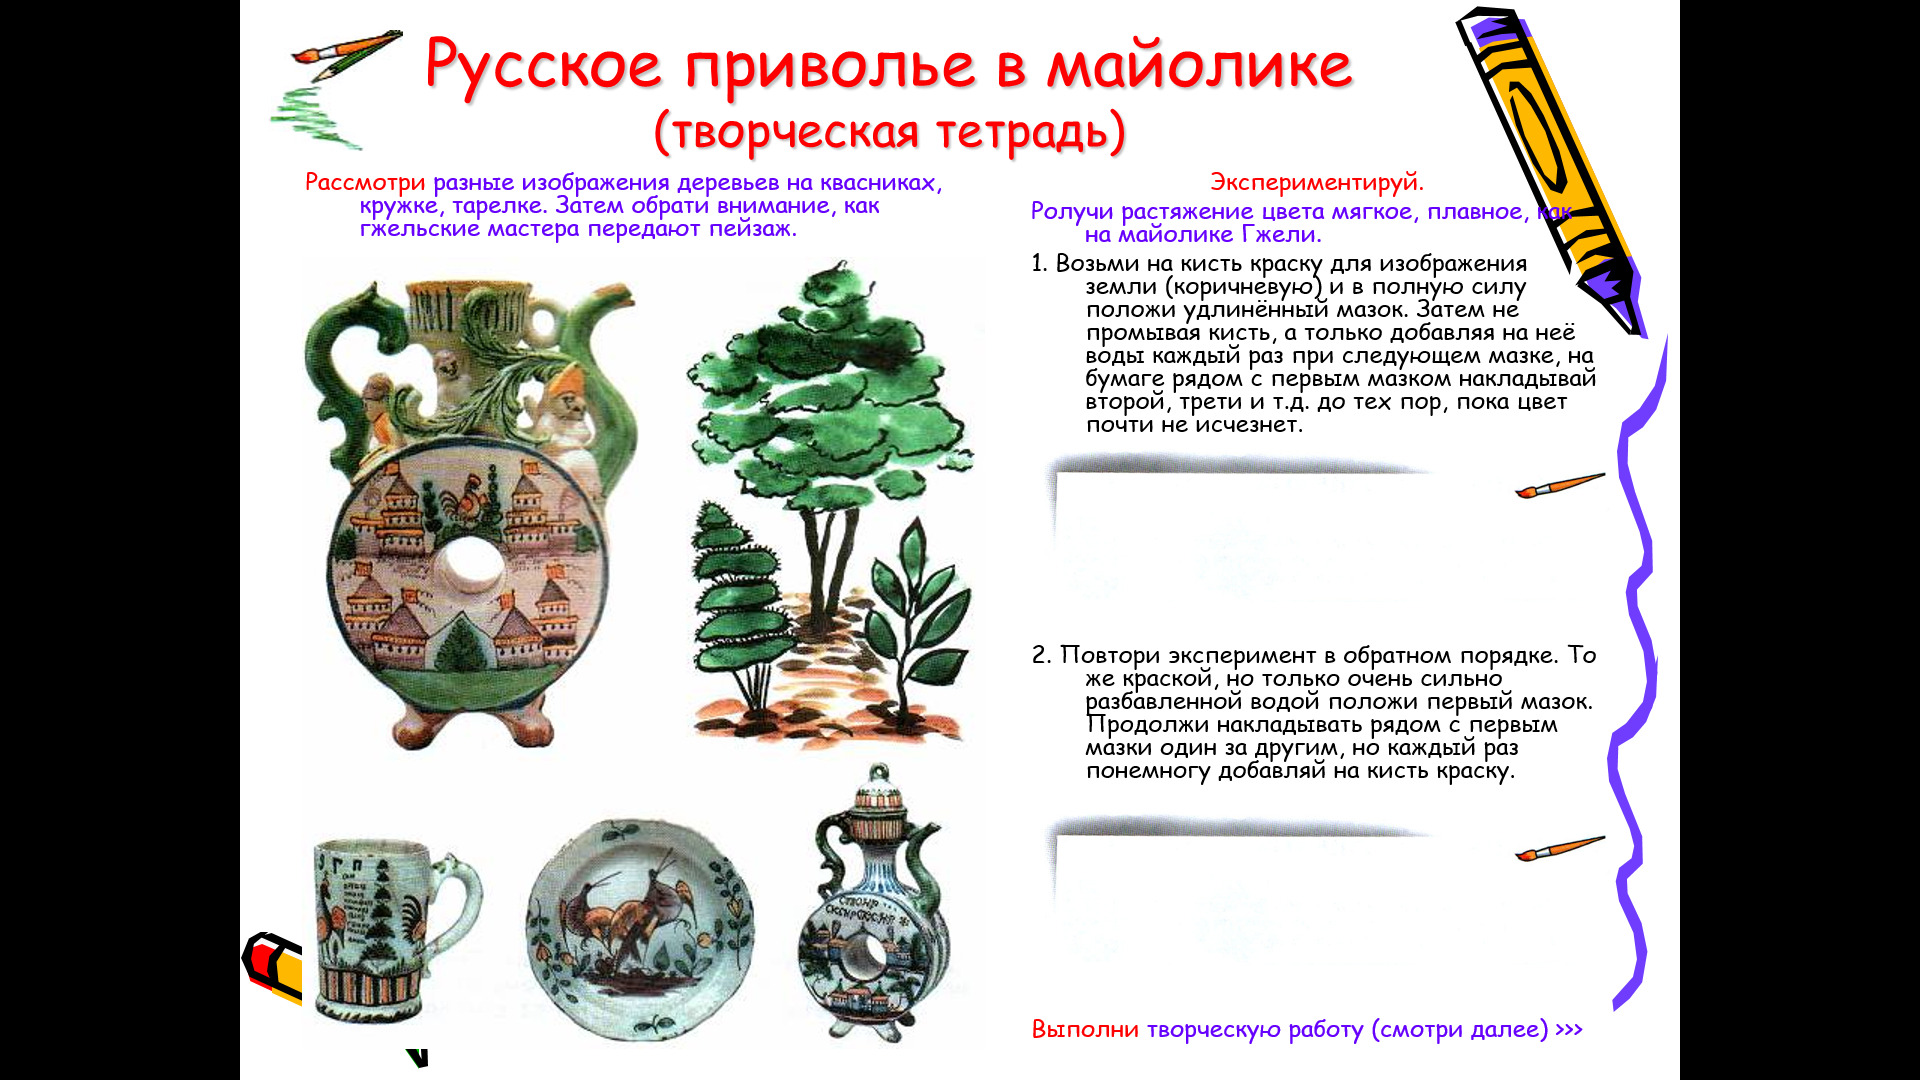 Русское приволье в майолике
(творческая тетрадь)
Рассмотри разные изображения деревьев на квасниках,
кружке, тарелке. Затем обрати внимание, как
гжельские мастера передают пейзаж.
Экспериментируй.
Ролучи растяжение цвета мягкое, плавное, как
на майолике Гжели.
1. Возьми на кисть краску для изображения
земли (коричневую) и в полную силу
положи удлинённый мазок. Затем не
промывая кисть, а только добавляя на неё
воды каждый раз при следующем мазке, на
бумаге рядом с первым мазком накладывай
второй, трети и т.д. до тех пор, пока цвет
почти не исчезнет.
2. Повтори эксперимент в обратном порядке. То
же краской, но только очень сильно
разбавленной водой положи первый мазок.
Продолжи накладывать рядом с первым
мазки один за другим, но каждый раз
понемногу добавляй на кисть краску.
Выполни творческую работу (смотри далее) >>>